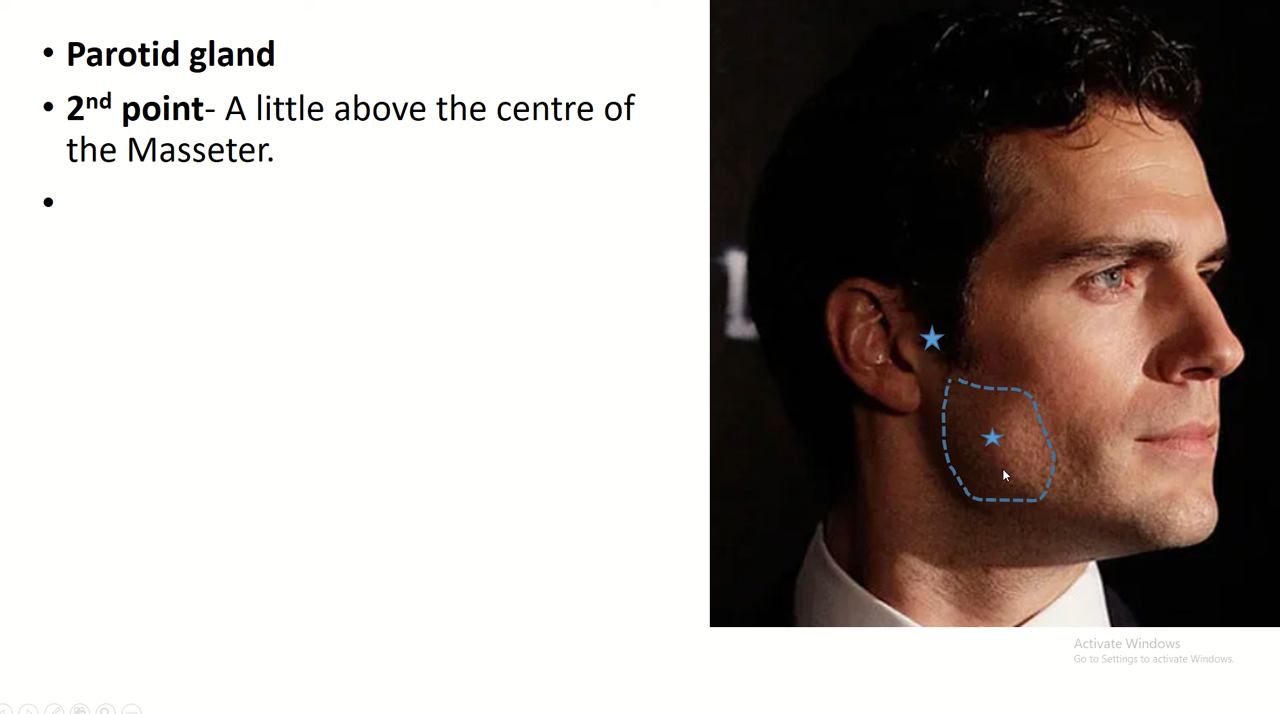 • Parotid gland
• 2nd point- A little above the centre of
the Masseter.
•
Activate Windows
Go to Settings to activate Windows.